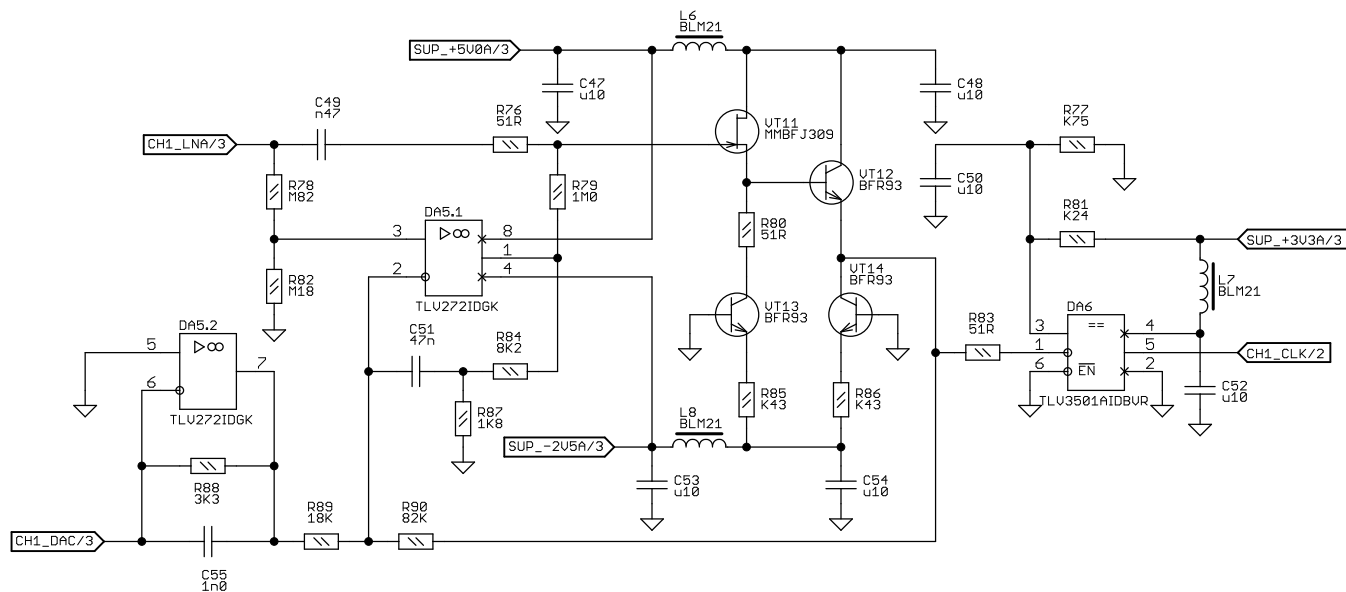 L6
BLM21
SUP_+5V0A/3
C47
u10
C48
u10
C49
n47
R76
51R
VT11
MMBFJ309
R77
K75
CH1_LNA/3
R78
M82
R79
1M0
VT12
BFR93
C50
u10
DA5.1
3
8
1
2
4
TLV272IDGK
R80
51R
R81
K24
SUP_+3V3A/3
R82
M18
VT14
BFR93
VT13
BFR93
L7
BLM21
DA5.2
5
7
6
TLV272IDGK
C51
47n
R84
8K2
R83
51R
DA6
==
3
4
1
5
6
EN
2
TLV3501AIDBVR
CH1_CLK/2
R87
1K8
R85
K43
R86
K43
C52
u10
L8
BLM21
SUP_-2V5A/3
R88
3K3
C53
u10
C54
u10
CH1_DAC/3
R89
18K
R90
82K
C55
1n0